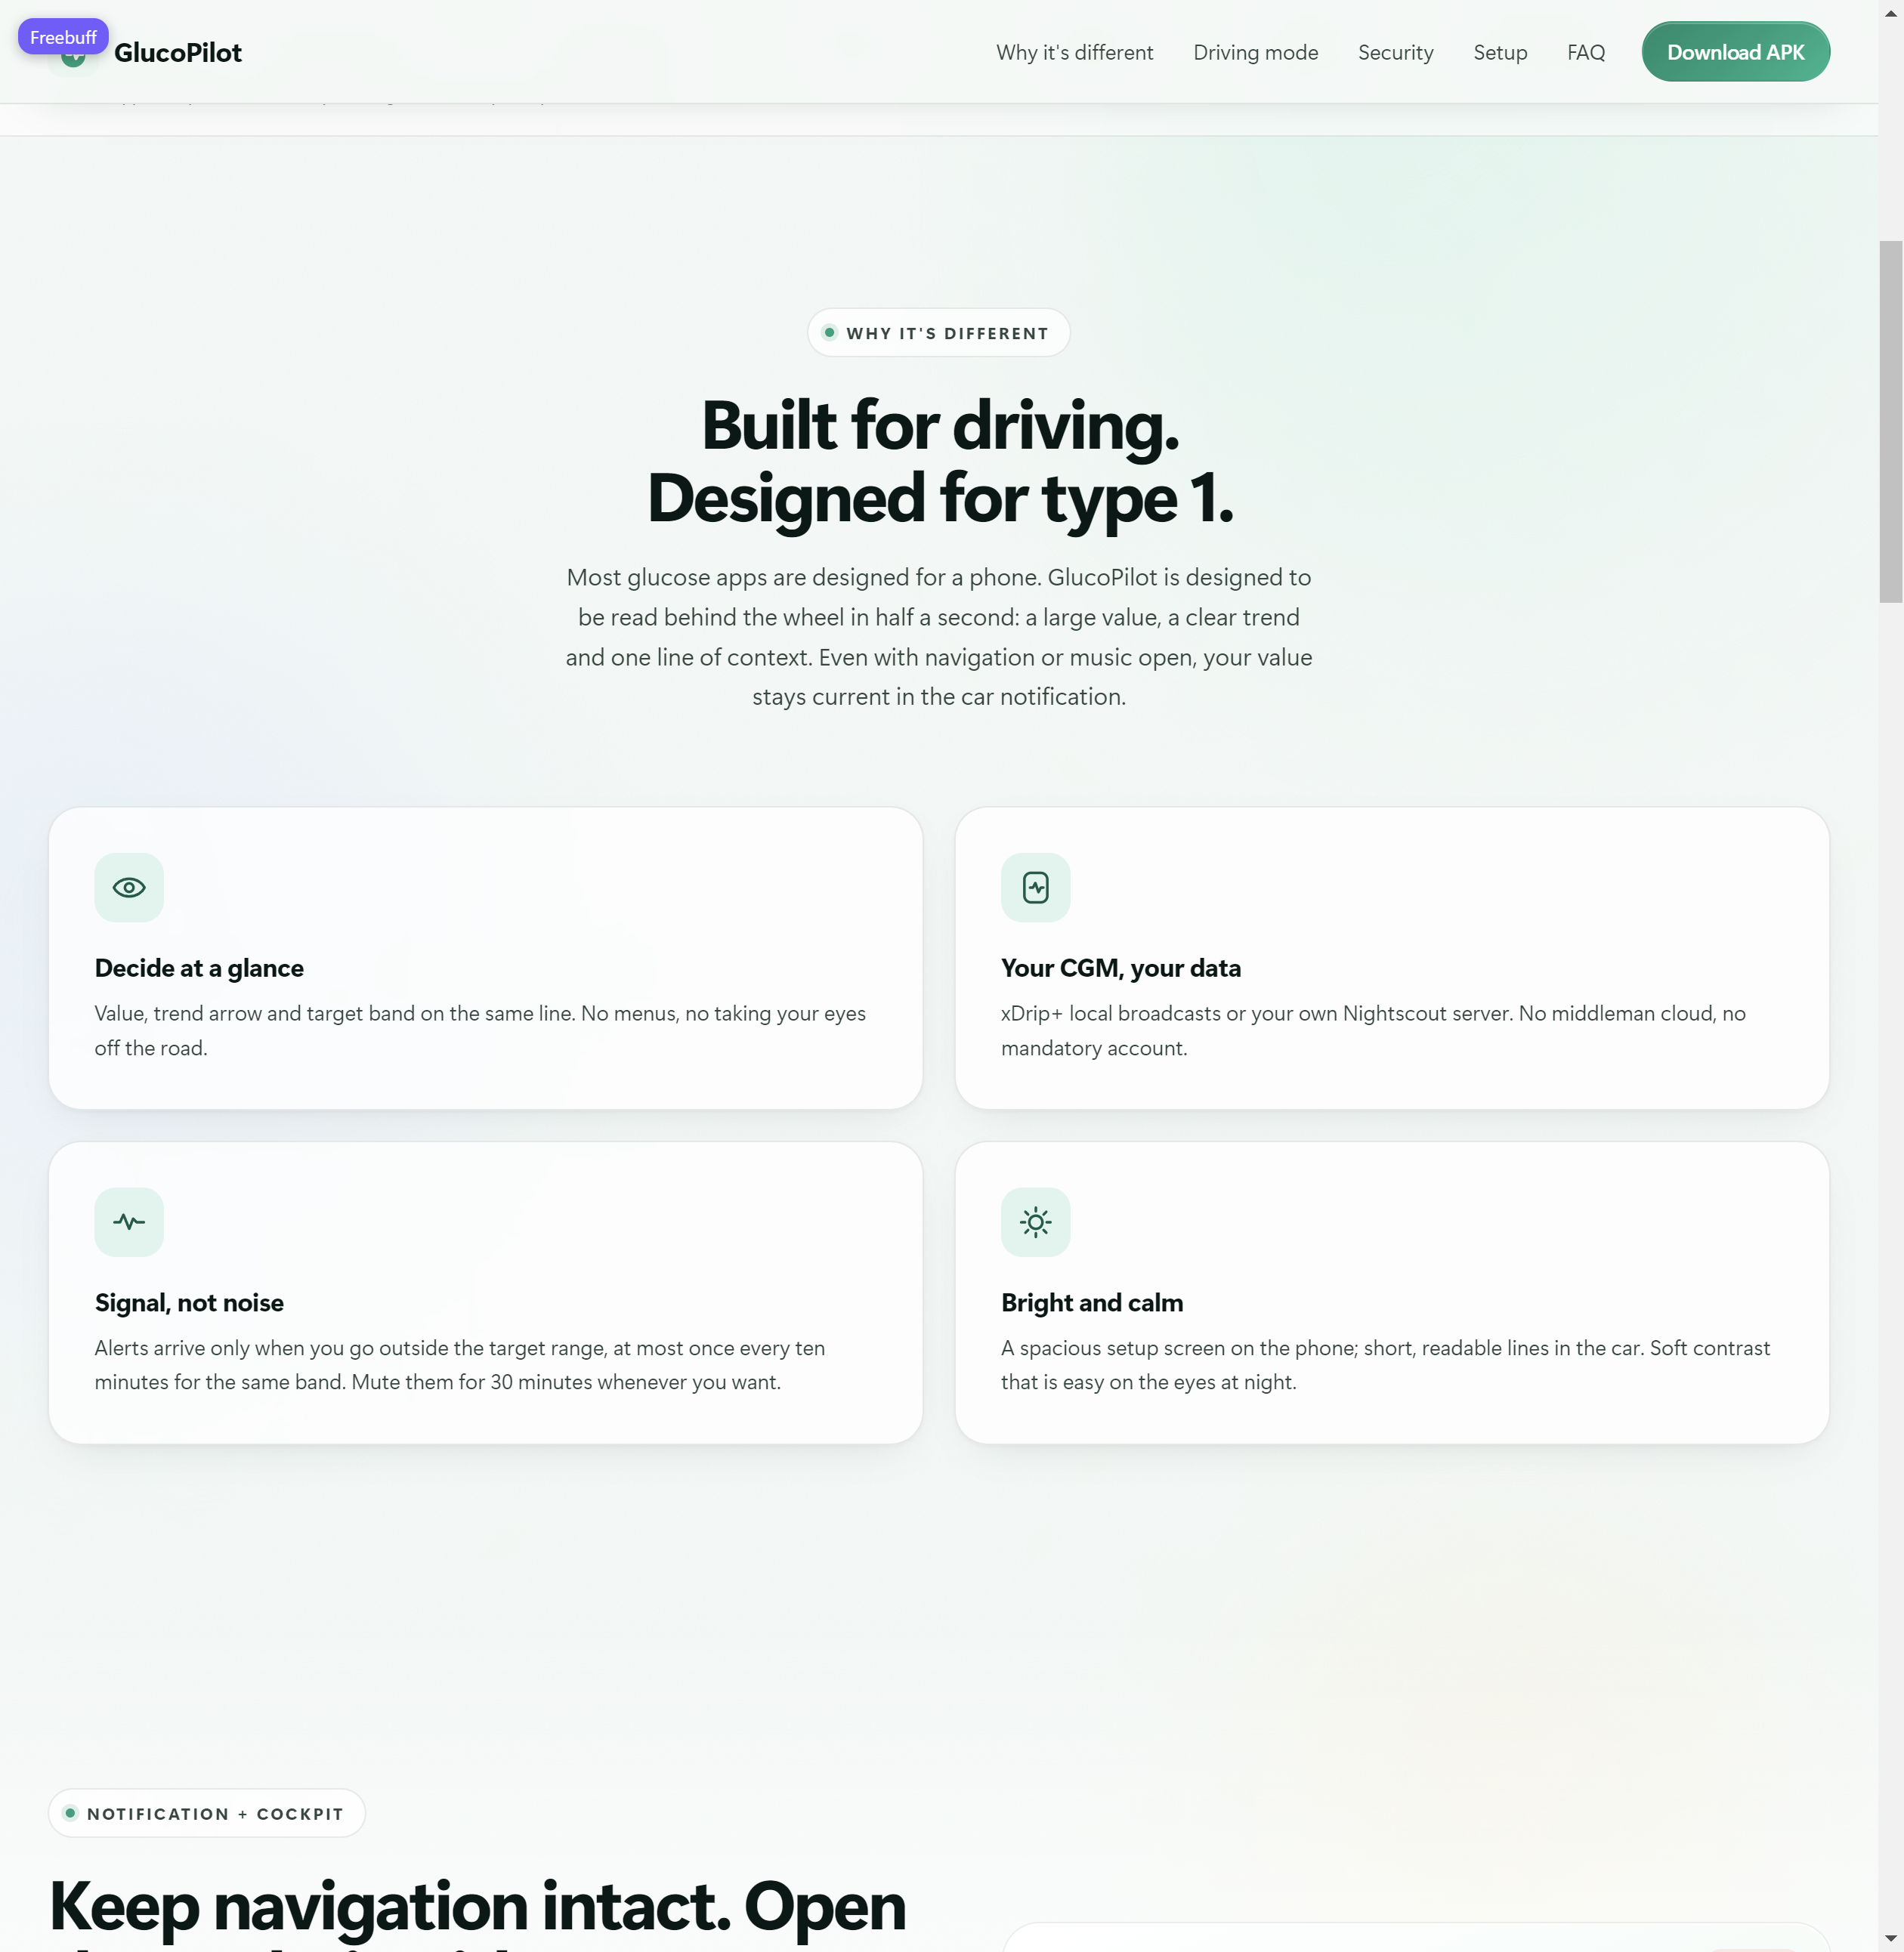 Freebuff
GlucoPilot
Why it's different
Driving mode
Security
Setup
FAQ
Download APK
WHY IT'S DIFFERENT
Built for driving.
Designed for type 1.
Most glucose apps are designed for a phone. GlucoPilot is designed to
be read behind the wheel in half a second: a large value, a clear trend
and one line of context. Even with navigation or music open, your value
stays current in the car notification.
Decide at a glance
Value, trend arrow and target band on the same line. No menus, no taking your eyes
off the road.
Your CGM, your data
xDrip+ local broadcasts or your own Nightscout server. No middleman cloud, no
mandatory account.
Signal, not noise
Alerts arrive only when you go outside the target range, at most once every ten
minutes for the same band. Mute them for 30 minutes whenever you want.
Bright and calm
A spacious setup screen on the phone; short, readable lines in the car. Soft contrast
that is easy on the eyes at night.
NOTIFICATION + COCKPIT
Keep navigation intact. Open